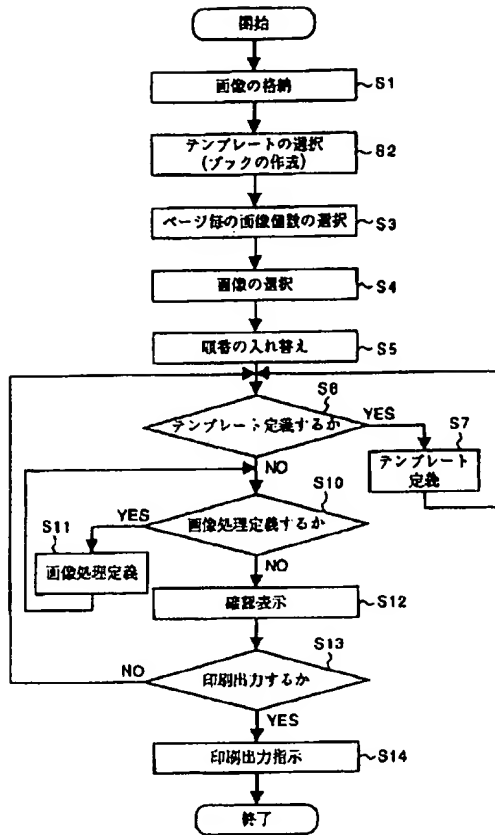 開始
画像の格納
S1
テンプレートの選択
(ブックの作成)
S2
ページ毎の画像個数の選択
S3
画像の選択
S4
順番の入れ替え
S5
S6
テンプレート定義するか
YES
S7
テンプレート
定義
NO
S10
画像処理定義するか
YES
S11
画像処理定義
NO
確認表示
S12
S13
印刷出力するか
NO
YES
印刷出力指示
S14
終了